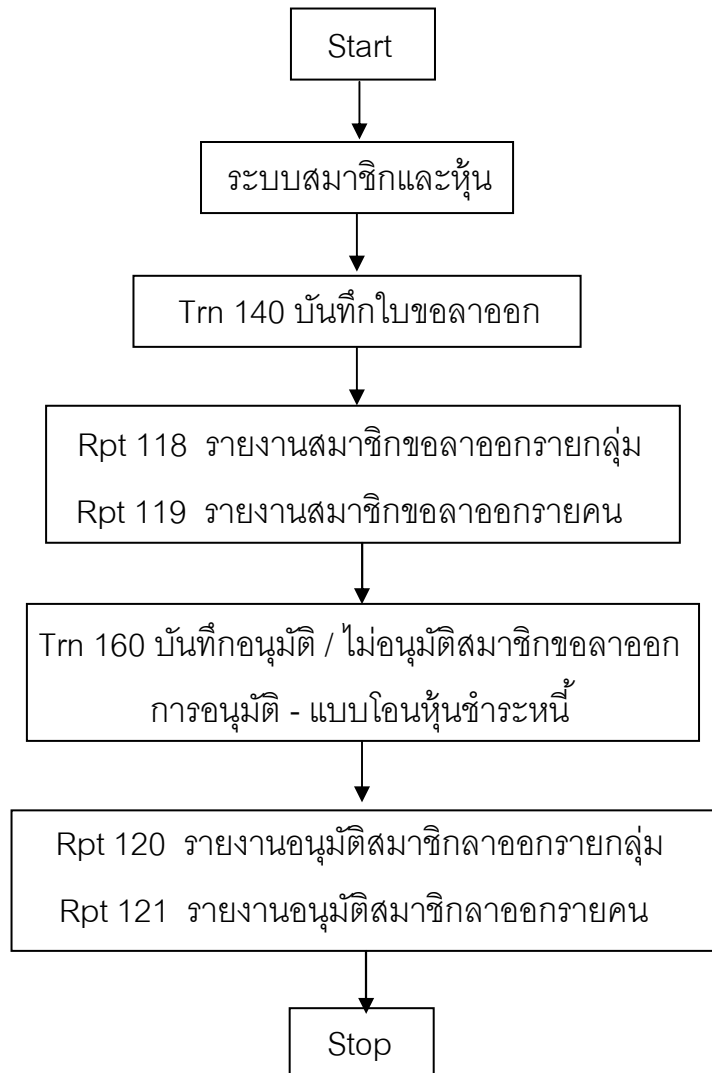 Start
ระบบสมาชิกและหุ้น
Trn 140 บันทึกใบขอลาออก
Rpt 118 รายงานสมาชิกขอลาออกรายกลุ่ม
Rpt 119 รายงานสมาชิกขอลาออกรายคน
Trn 160 บันทึกอนุมัติ / ไม่อนุมัติสมาชิกขอลาออก
การอนุมัติ - แบบโอนหุ้นชำระหนี้
Rpt 120 รายงานอนุมัติสมาชิกลาออกรายกลุ่ม
Rpt 121 รายงานอนุมัติสมาชิกลาออกรายคน
Stop